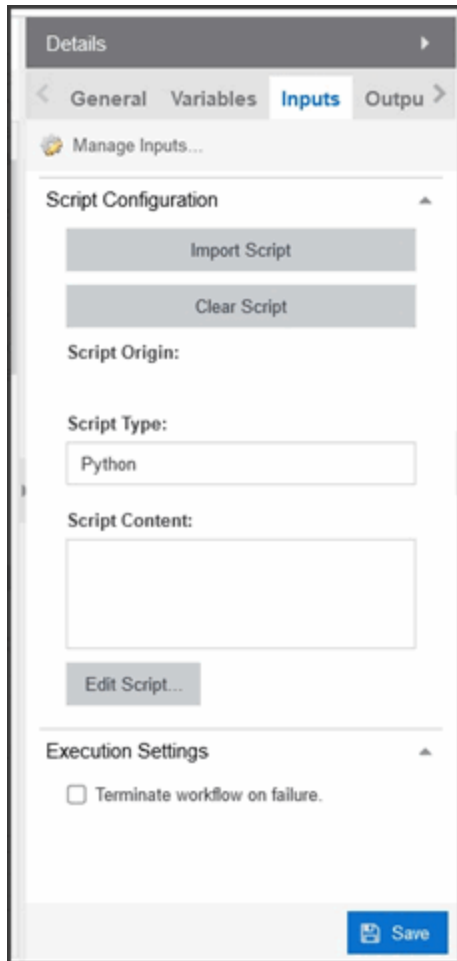 Details
General Variables Inputs Outpu
Manage Inputs...
Script Configuration
Import Script
Clear Script
Script Origin:
Script Type:
Python
Script Content:
Edit Script...
Execution Settings
Terminate workflow on failure.
Save